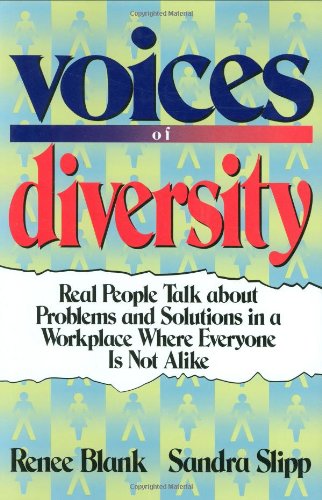 voices
of
diversity
Real People Talk about
Problems and Solutions in a
Workplace Where Everyone
Is Not Alike
Renee Blank Sandra Slipp